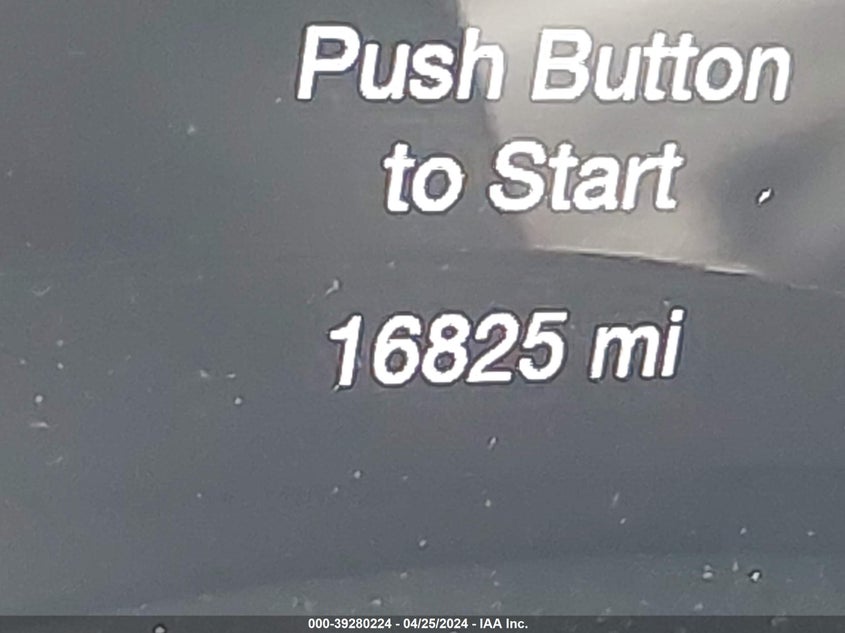 Push Button
to Start
16825 mi
000-39280224 - 04/25/2024 - IAA Inc.